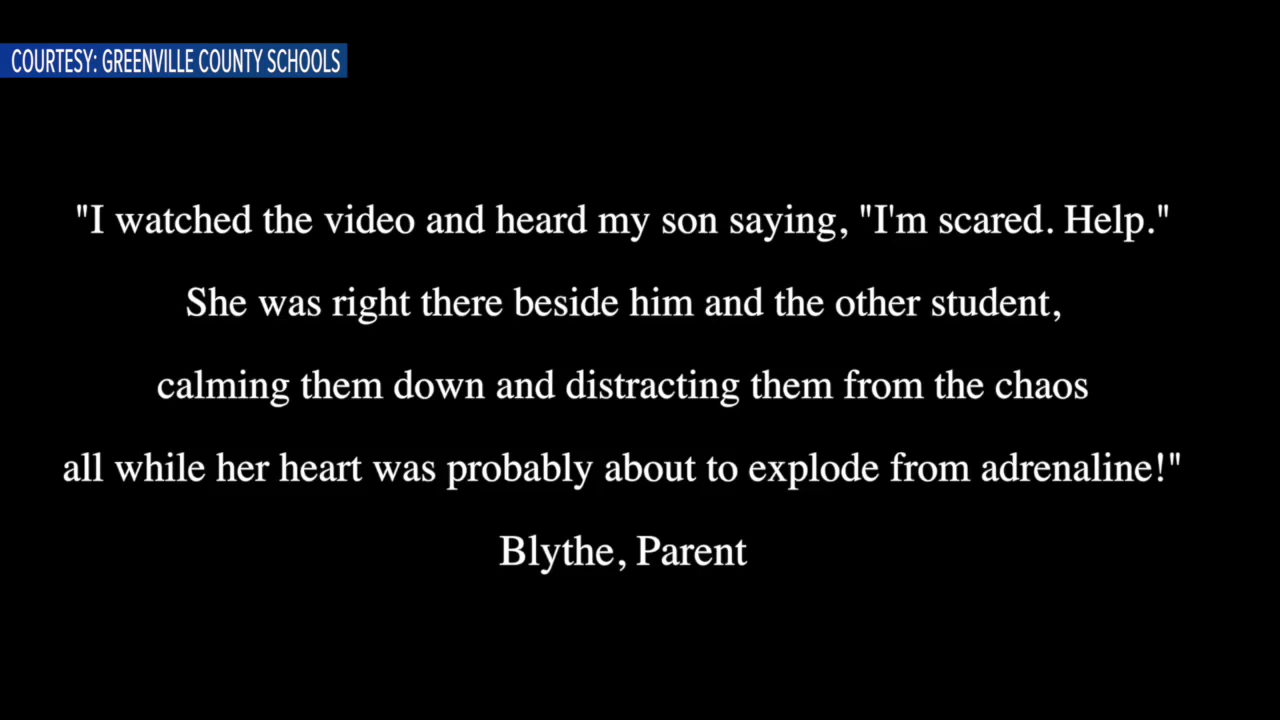 COURTESY: GREENVILLE COUNTY SCHOOLS
"I watched the video and heard my son saying, "I'm scared. Help."
She was right there beside him and the other student,
calming them down and distracting them from the chaos
all while her heart was probably about to explode from adrenaline!"
Blythe, Parent